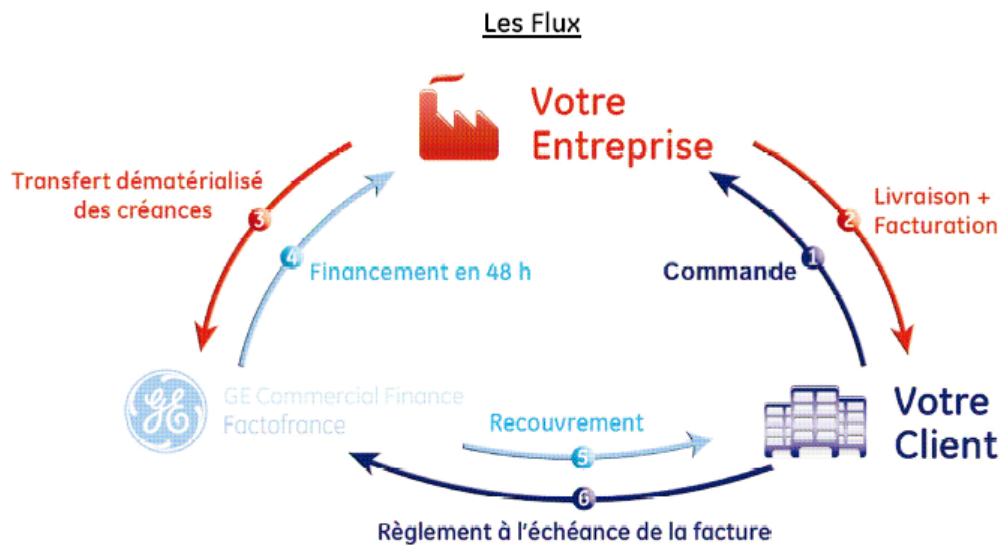 Les Flux
Votre
Entreprise
Transfert dématérialisé
des créances
3
4
Financement en 48 h
2
Livraison +
Facturation
1
Commande
GE
GE Commercial Finance
Factofrance
Recouvrement
5
6
Règlement à l'échéance de la facture
Votre
Client